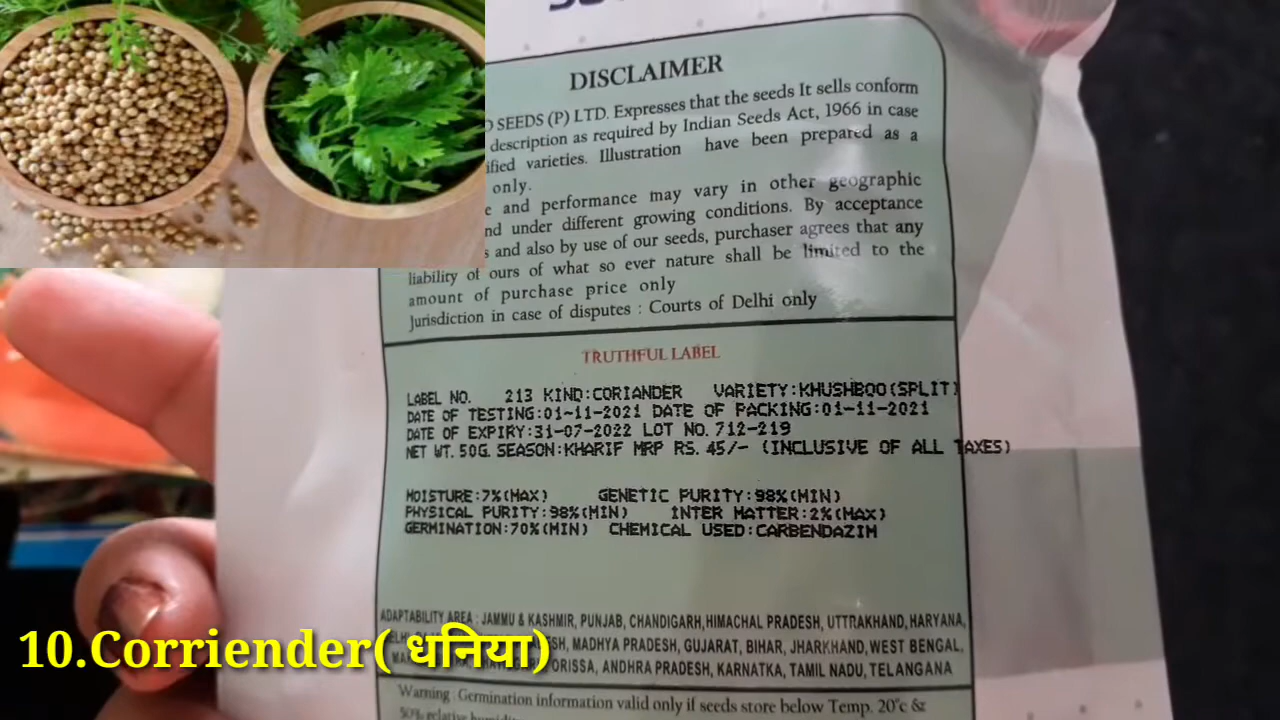 DISCLAIMER
SEEDS (P) LTD. Expresses that the seeds It sells conform
description as required by Indian Seeds Act, 1966 in case
varieties. Illustration have been prepared as a
only.
and performance may vary in other geographic
under different growing conditions. By acceptance
and also by use of our seeds, purchaser agrees that any
liability of ours of what so ever nature shall be limited to the
amount of purchase price only
Jurisdiction in case of disputes : Courts of Delhi only
TRUTHFUL LABEL
LABEL NO. 213 KIND:CORIANDER VARIETY:KHUSHBOO(SPLIT)
DATE OF TESTING:01-11-2021 DATE OF PACKING:01-11-2021
DATE OF EXPIRY:31-07-2022 LOT NO. 712-219
NET WT. 50G. SEASON:KHARIF MRP RS. 45/- (INCLUSIVE OF ALL TAXES)
MOISTURE:7%(MAX) GENETIC PURITY:98%(MIN)
PHYSICAL PURITY:98%(MIN) INTER MATTER:2%(MAX)
GERMINATION:70%(MIN) CHEMICAL USED:CARBENDAZIM
ADAPTABILITY AREA : JAMMU & KASHMIR, PUNJAB, CHANDIGARH, HIMACHAL PRADESH, UTTRAKHAND, HARYANA,
MADHYA PRADESH, GUJARAT, BIHAR, JHARKHAND, WEST BENGAL,
ORISSA, ANDHRA PRADESH, KARNATKA, TAMIL NADU, TELANGANA
10.Corriender( धनिया)
Warning : Germination information valid only if seeds store below Temp. 20°c &
50%